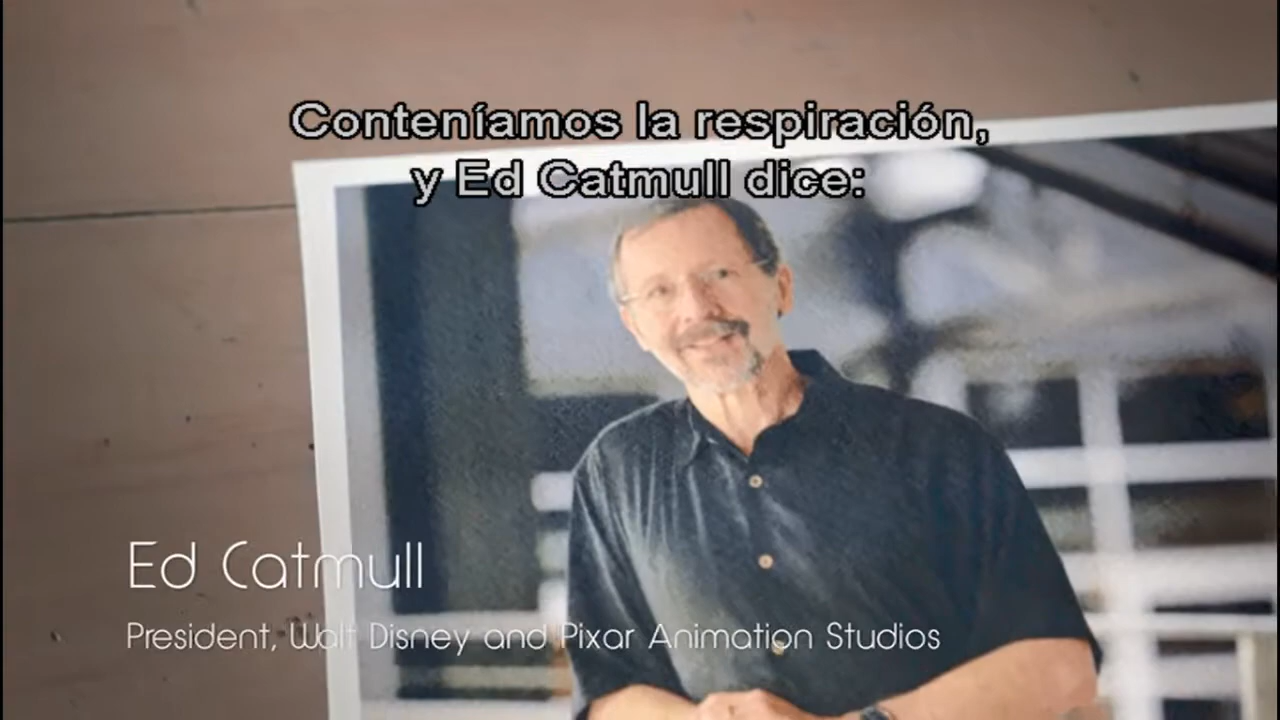 Conteníamos la respiración,
y Ed Catmull dice:
Ed Catmull
President, Walt Disney and Pixar Animation Studios